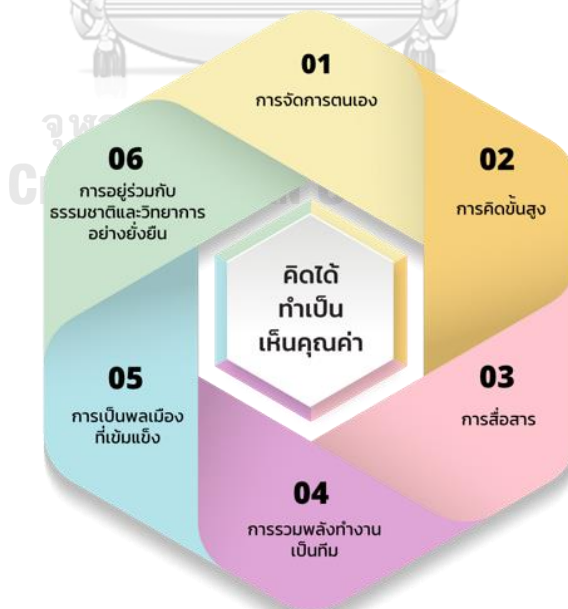 01
การจัดการตนเอง
02
การคิดขั้นสูง
03
การสื่อสาร
04
การรวมพลังทำงาน
เป็นทีม
05
การเป็นพลเมือง
ที่เข้มแข็ง
06
การอยู่ร่วมกับ
ธรรมชาติและวิทยาการ
อย่างยั่งยืน
คิดได้
ทำเป็น
เห็นคุณค่า